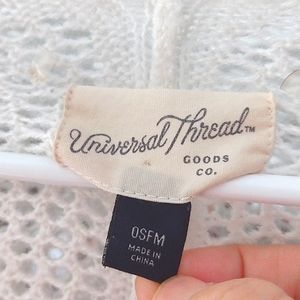 Universal Thread™
GOODS
CO.
OSFM
MADE IN
CHINA